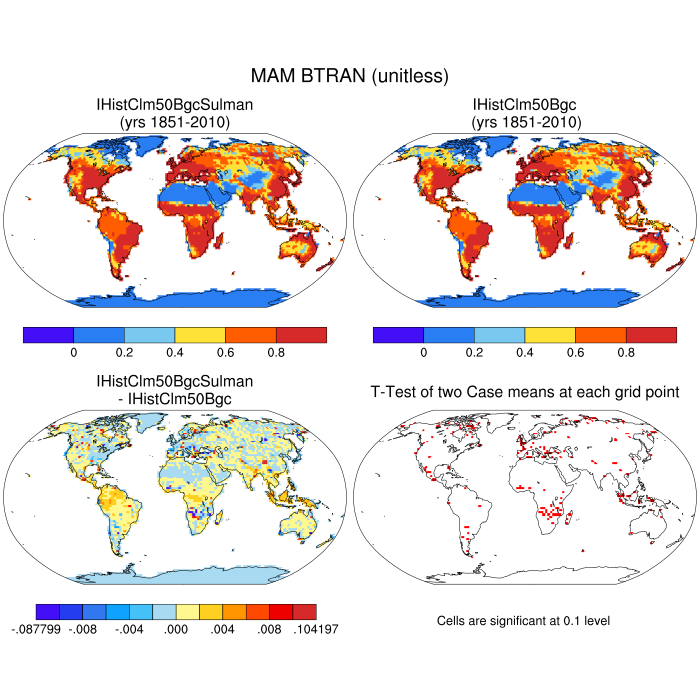 MAM BTRAN (unitless)
IHistClm50BgcSulman
(yrs 1851-2010)
IHistClm50Bgc
(yrs 1851-2010)
0 0.2 0.4 0.6 0.8
0 0.2 0.4 0.6 0.8
IHistClm50BgcSulman
- IHistClm50Bgc
T-Test of two Case means at each grid point
-.087799 -.008 -.004 .000 .004 .008 .104197
Cells are significant at 0.1 level